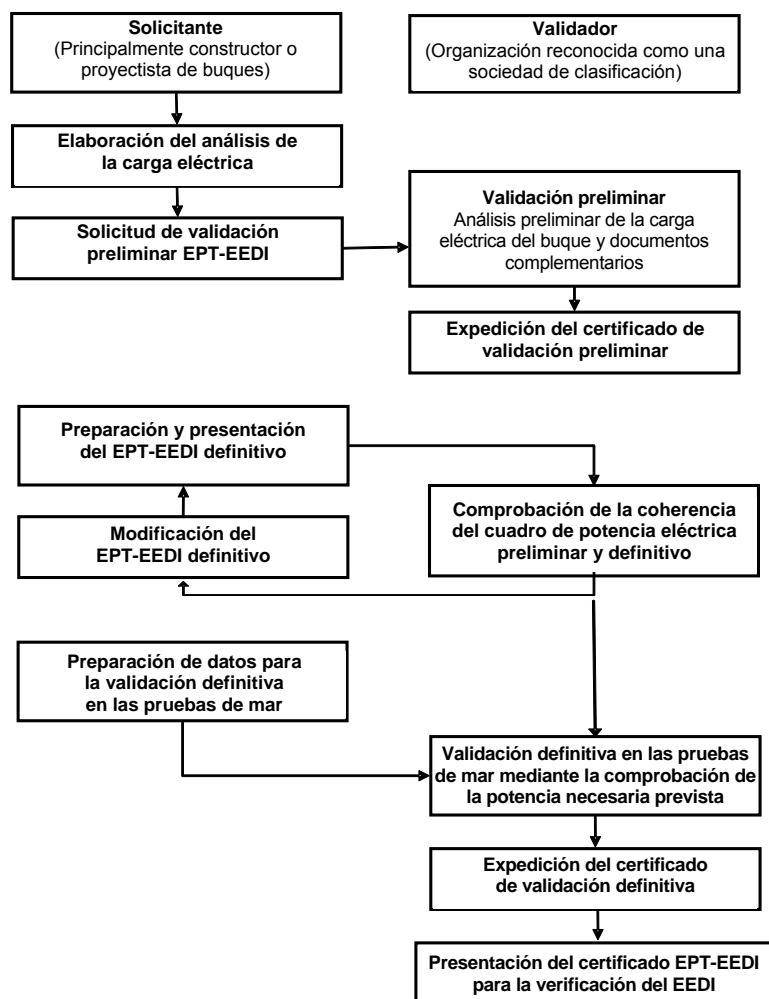 Solicitante
(Principalmente constructor o
proyectista de buques)
Validador
(Organización reconocida como una
sociedad de clasificación)
Elaboración del análisis de
la carga eléctrica
Solicitud de validación
preliminar EPT-EEDI
Validación preliminar
Análisis preliminar de la carga
eléctrica del buque y documentos
complementarios
Expedición del certificado de
validación preliminar
Preparación y presentación
del EPT-EEDI definitivo
Comprobación de la coherencia
del cuadro de potencia eléctrica
preliminar y definitivo
Modificación del
EPT-EEDI definitivo
Preparación de datos para
la validación definitiva
en las pruebas de mar
Validación definitiva en las pruebas
de mar mediante la comprobación de
la potencia necesaria prevista
Expedición del certificado
de validación definitiva
Presentación del certificado EPT-EEDI
para la verificación del EEDI